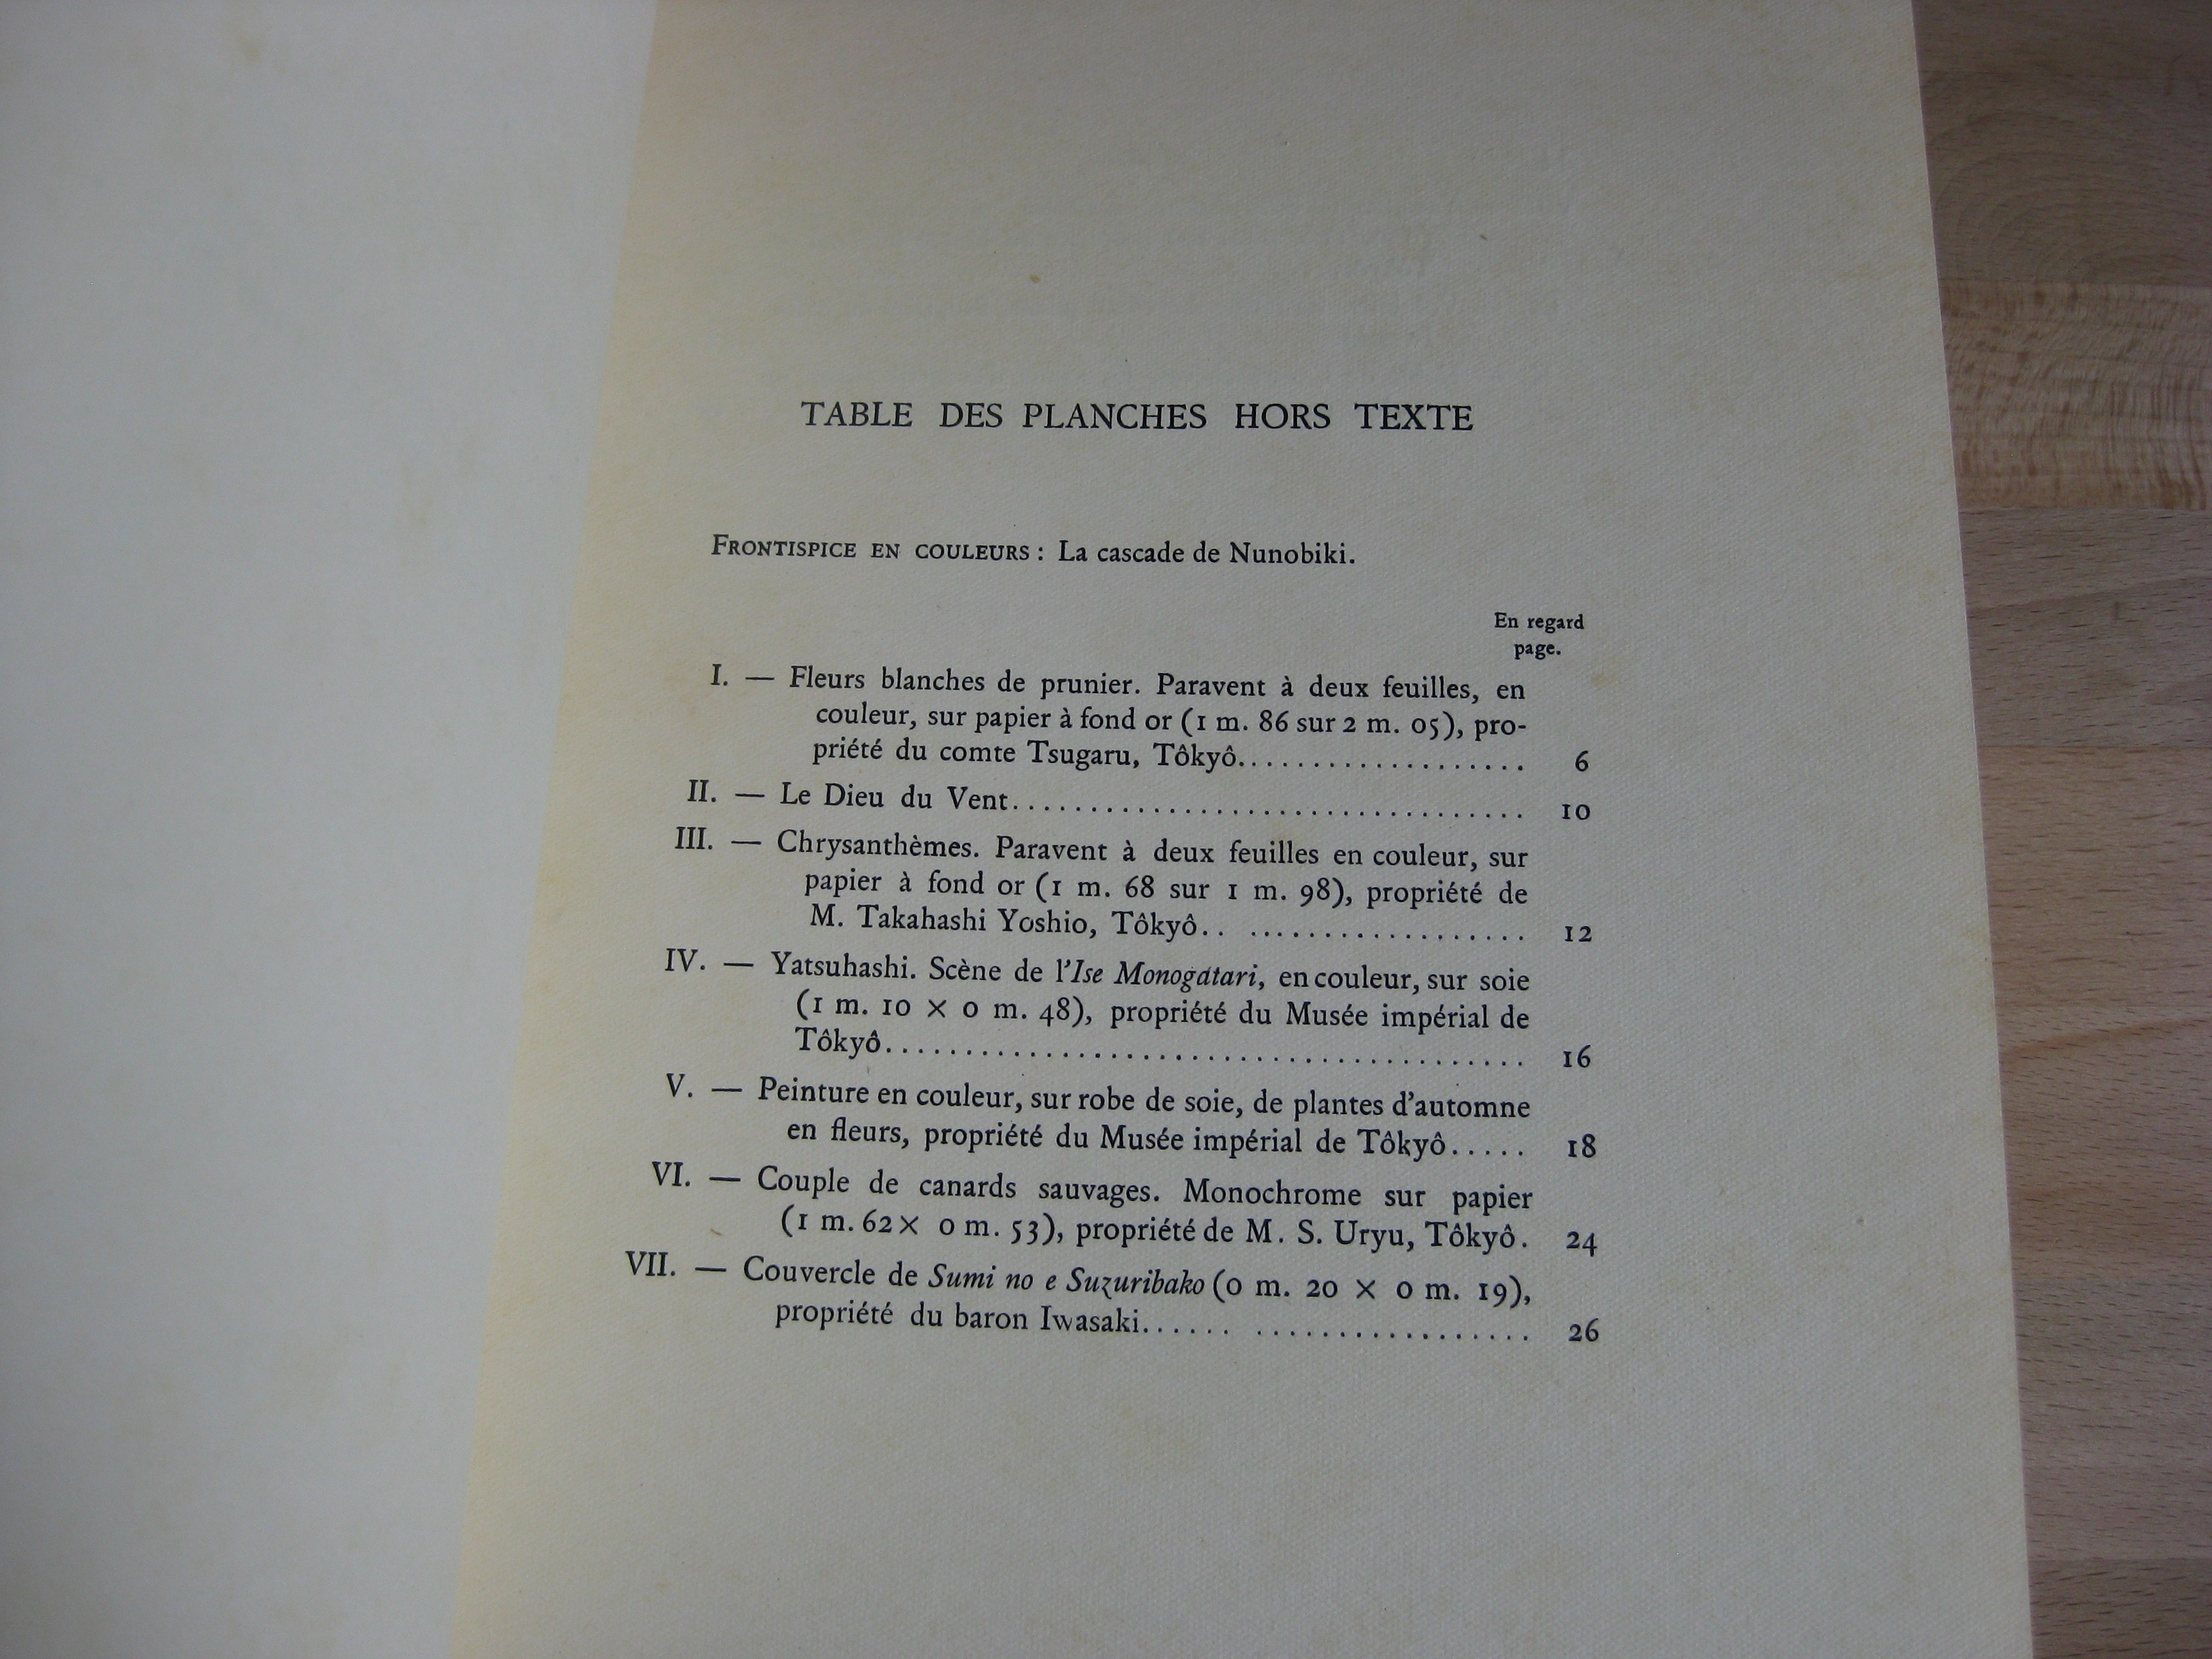 TABLE DES PLANCHES HORS TEXTE
FRONTISPICE EN COULEURS : La cascade de Nunobiki.
En regard
page.
I. — Fleurs blanches de prunier. Paravent à deux feuilles, en
couleur, sur papier à fond or (1 m. 86 sur 2 m. 05), pro-
priété du comte Tsugaru, Tôkyô.................... 6
II. — Le Dieu du Vent.................................. 10
III. — Chrysanthèmes. Paravent à deux feuilles en couleur, sur
papier à fond or (1 m. 68 sur 1 m. 98), propriété de
M. Takahashi Yoshio, Tôkyô.. .................. 12
IV. — Yatsuhashi. Scène de l'Ise Monogatari, en couleur, sur soie
(1 m. 10 × 0 m. 48), propriété du Musée impérial de
Tôkyô.......................................... 16
V. — Peinture en couleur, sur robe de soie, de plantes d'automne
en fleurs, propriété du Musée impérial de Tôkyô..... 18
VI. — Couple de canards sauvages. Monochrome sur papier
(1 m. 62 × 0 m. 53), propriété de M. S. Uryu, Tôkyô. 24
VII. — Couvercle de Sumi no e Suzuribako (0 m. 20 × 0 m. 19),
propriété du baron Iwasaki...... .................. 26